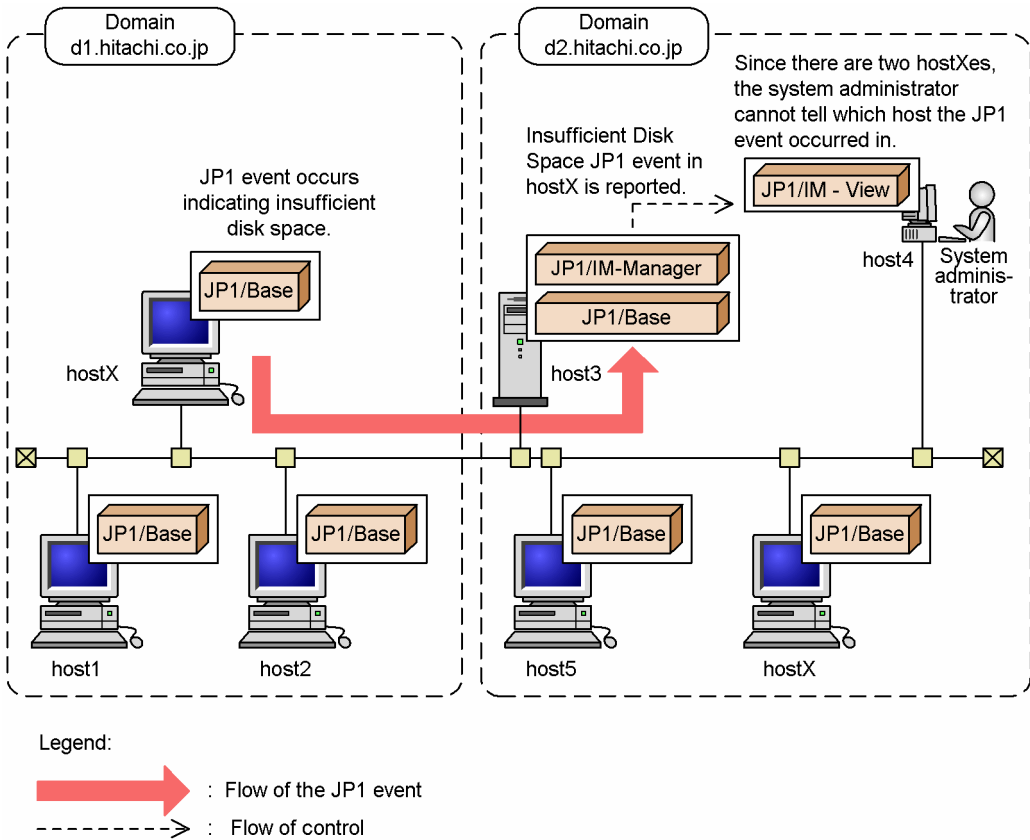 Domain
d1.hitachi.co.jp
Domain
d2.hitachi.co.jp
Since there are two hostXes,
the system administrator
cannot tell which host the JP1
event occurred in.
Insufficient Disk
Space JP1 event in
hostX is reported.
JP1 event occurs
indicating insufficient
disk space.
JP1/IM - View
JP1/Base
JP1/IM-Manager
JP1/Base
host4
System
adminis-
trator
hostX
host3
JP1/Base
JP1/Base
JP1/Base
JP1/Base
host1
host2
host5
hostX
Legend:
: Flow of the JP1 event
: Flow of control